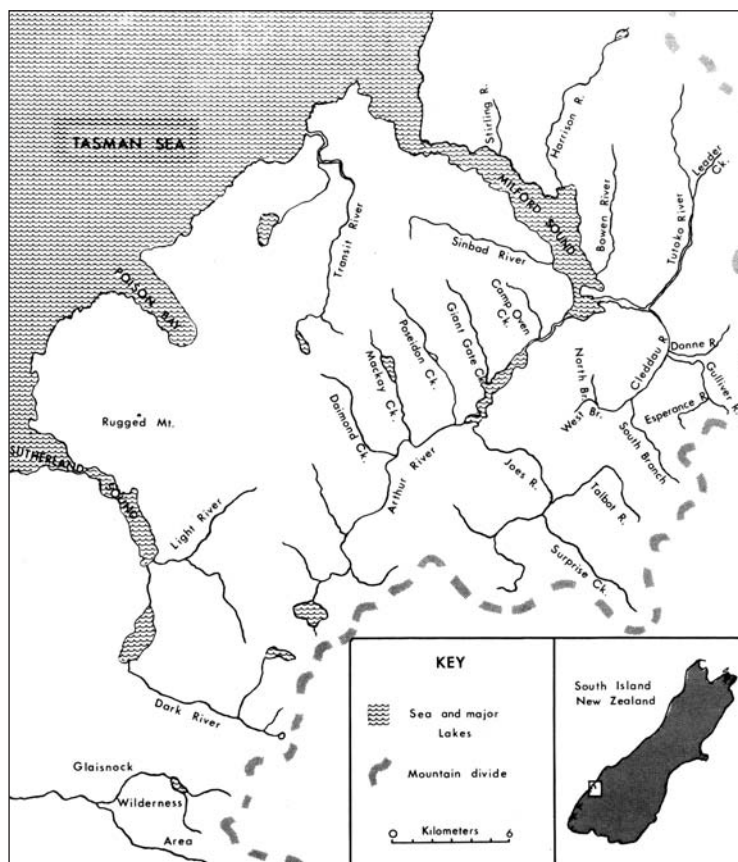 TASMAN SEA
Stirling R.
Harrison R.
Leader
Ck.
MILFORD SOUND
Bowen River
Tutoko River
Transit River
Sinbad River
POISON BAY
Camp Oven
Ck.
Giant Gate Ck.
Poseidon Ck.
Mackay Ck.
Daimond Ck.
Cleddau R.
Donne R.
Gulliver R.
North Br.
West Br.
Esperance R.
South Branch
Rugged Mt.
SUTHERLAND
SOUND
Arthur River
Joes R.
Talbot R.
Light River
Surprise Ck.
Dark River
Glaisnock
Wilderness
Area
KEY
Sea and major
Lakes
Mountain divide
O Kilometers 6
South Island
New Zealand